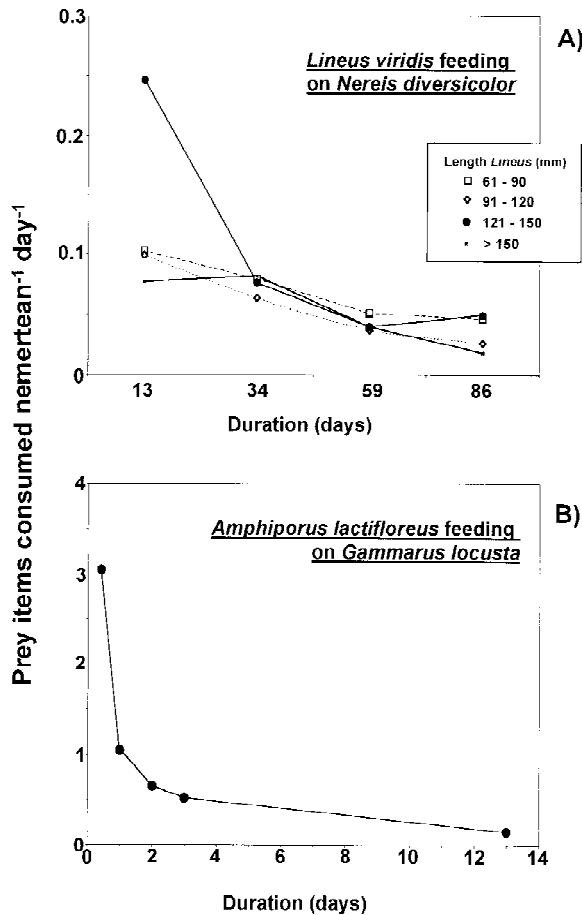 Prey items consumed nemertean⁻¹ day⁻¹
A)
Lineus viridis feeding
on Nereis diversicolor
0.3
0.2
0.1
0
Length Lineus (mm)
61 - 90
91 - 120
121 - 150
> 150
13 34 59 86
Duration (days)
B)
Amphiporus lactifloreus feeding
on Gammarus locusta
4
3
2
1
0
0 2 4 6 8 10 12 14
Duration (days)